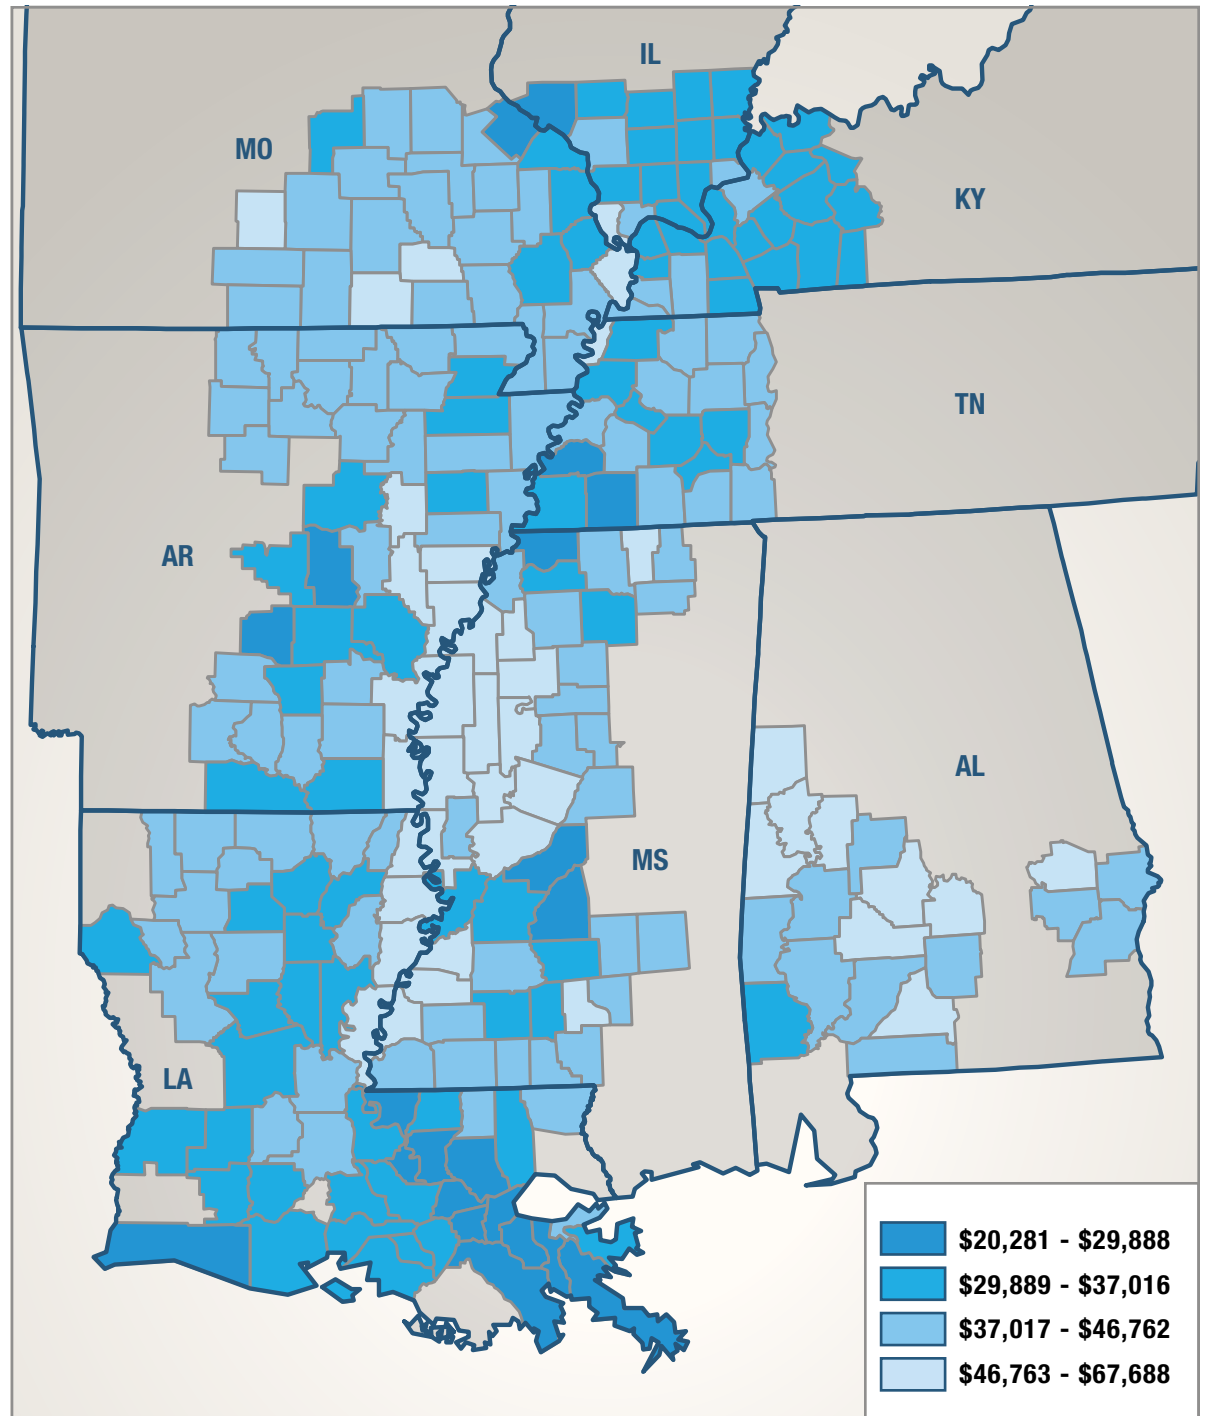 IL
MO
KY
TN
AR
AL
MS
LA
$20,281 - $29,888
$29,889 - $37,016
$37,017 - $46,762
$46,763 - $67,688